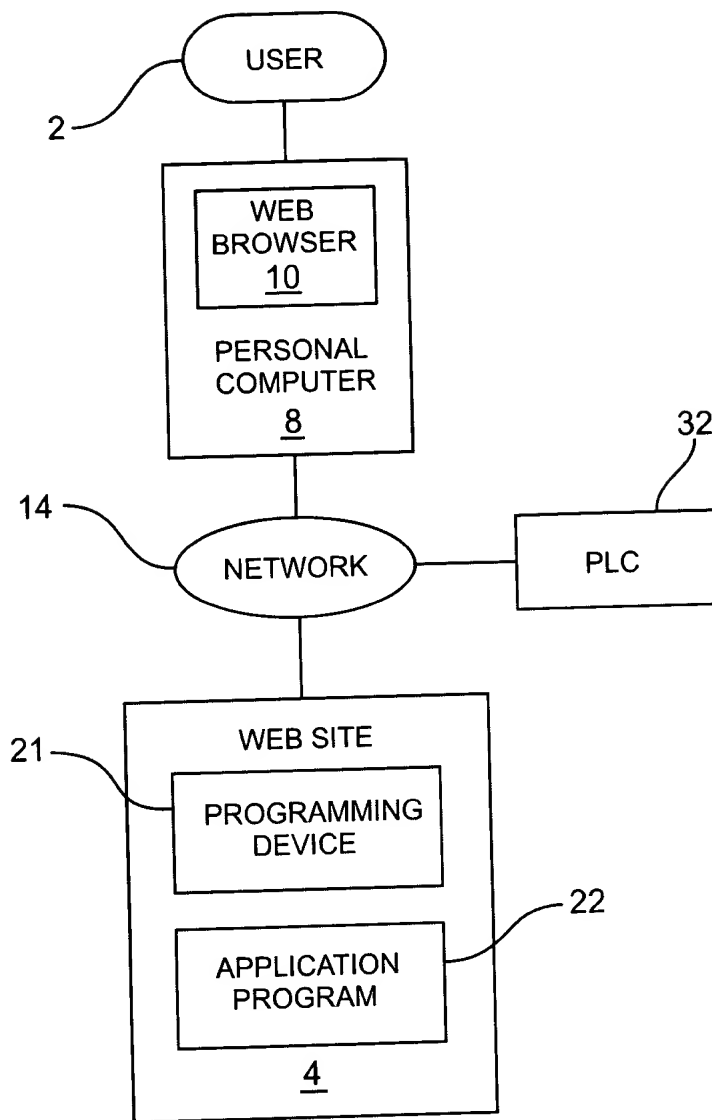 USER
2
WEB
BROWSER
10
PERSONAL
COMPUTER
8
32
14
NETWORK
PLC
WEB SITE
21
PROGRAMMING
DEVICE
22
APPLICATION
PROGRAM
4